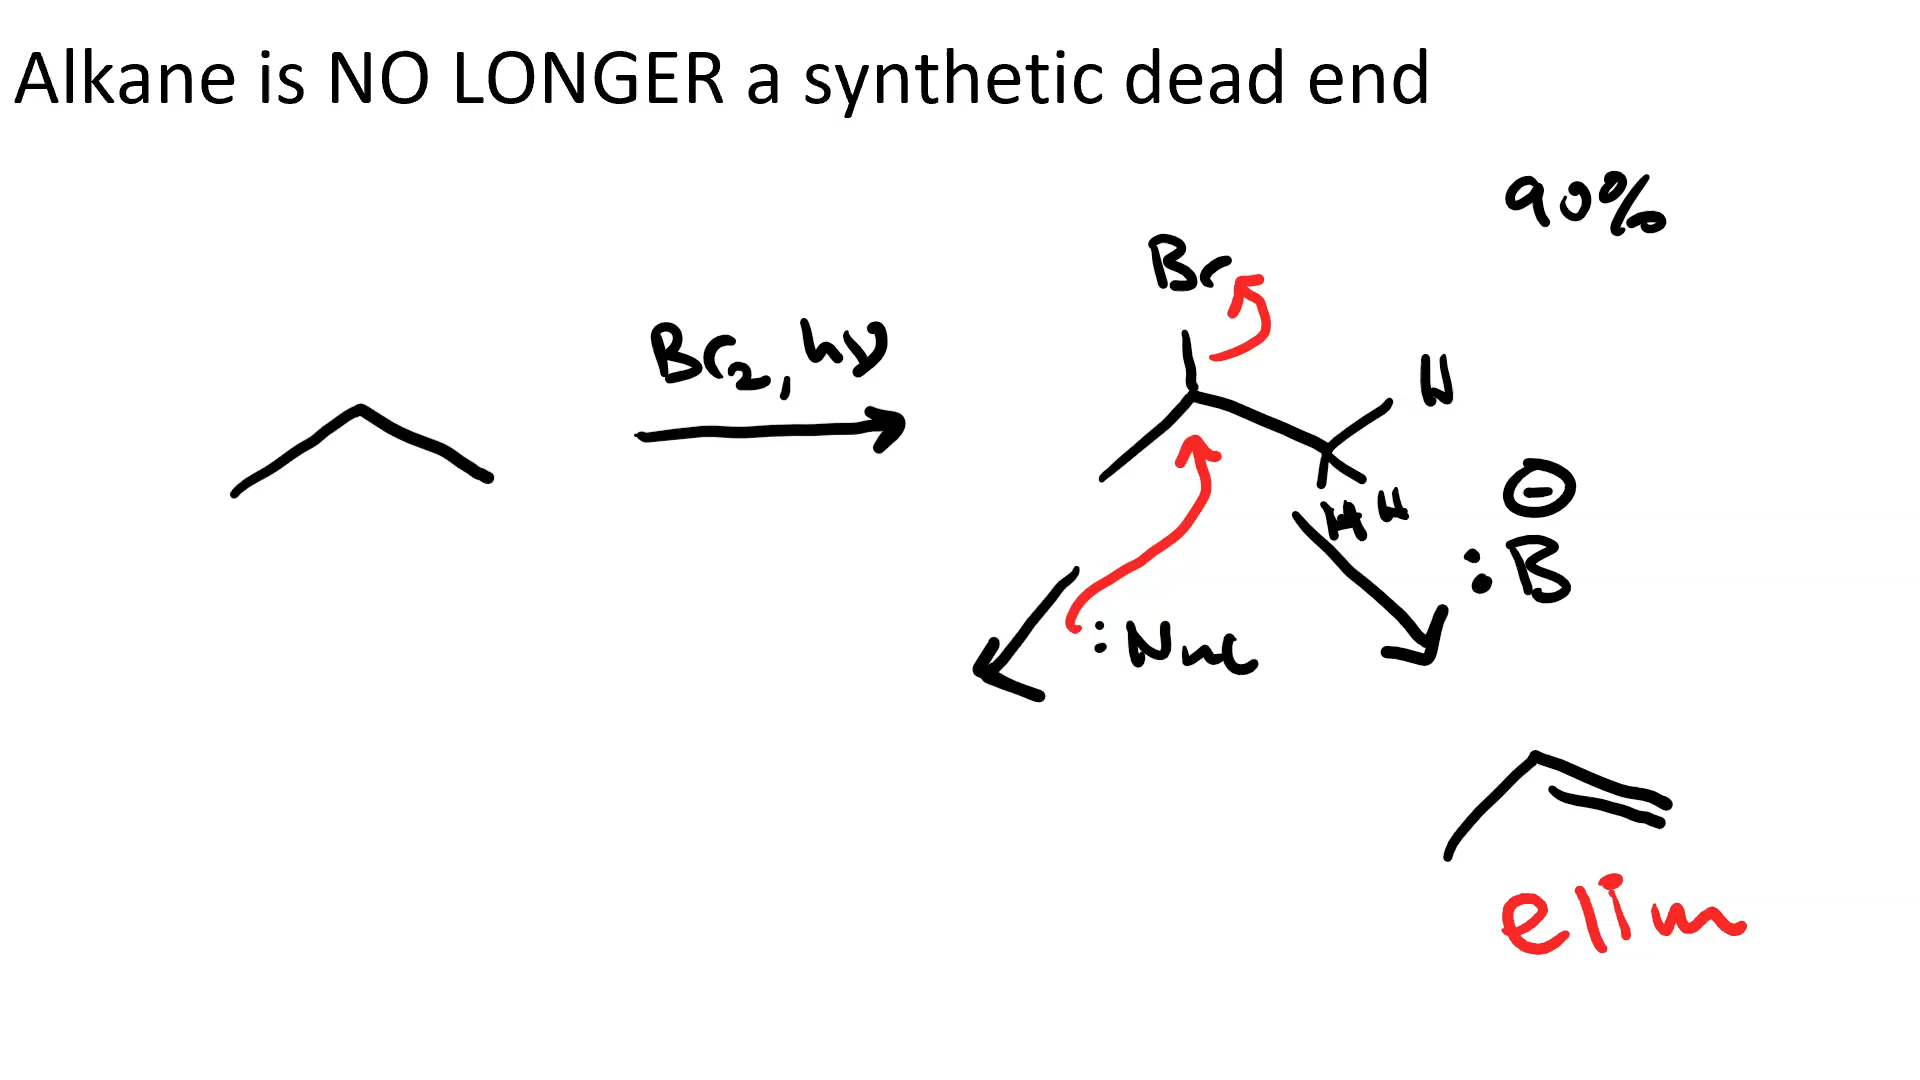 Alkane is NO LONGER a synthetic dead end
90%
Br
Br2, hν
H
H H
⊖
:B
:Nuc
elim